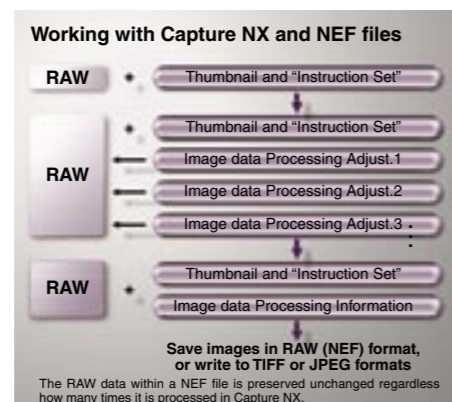 Working with Capture NX and NEF files
RAW + Thumbnail and “Instruction Set”
+ Thumbnail and “Instruction Set”
Image data Processing Adjust.1
RAW
Image data Processing Adjust.2
Image data Processing Adjust.3
Thumbnail and “Instruction Set”
RAW +
Image data Processing Information
Save images in RAW (NEF) format,
or write to TIFF or JPEG formats
The RAW data within a NEF file is preserved unchanged regardless
how many times it is processed in Capture NX.